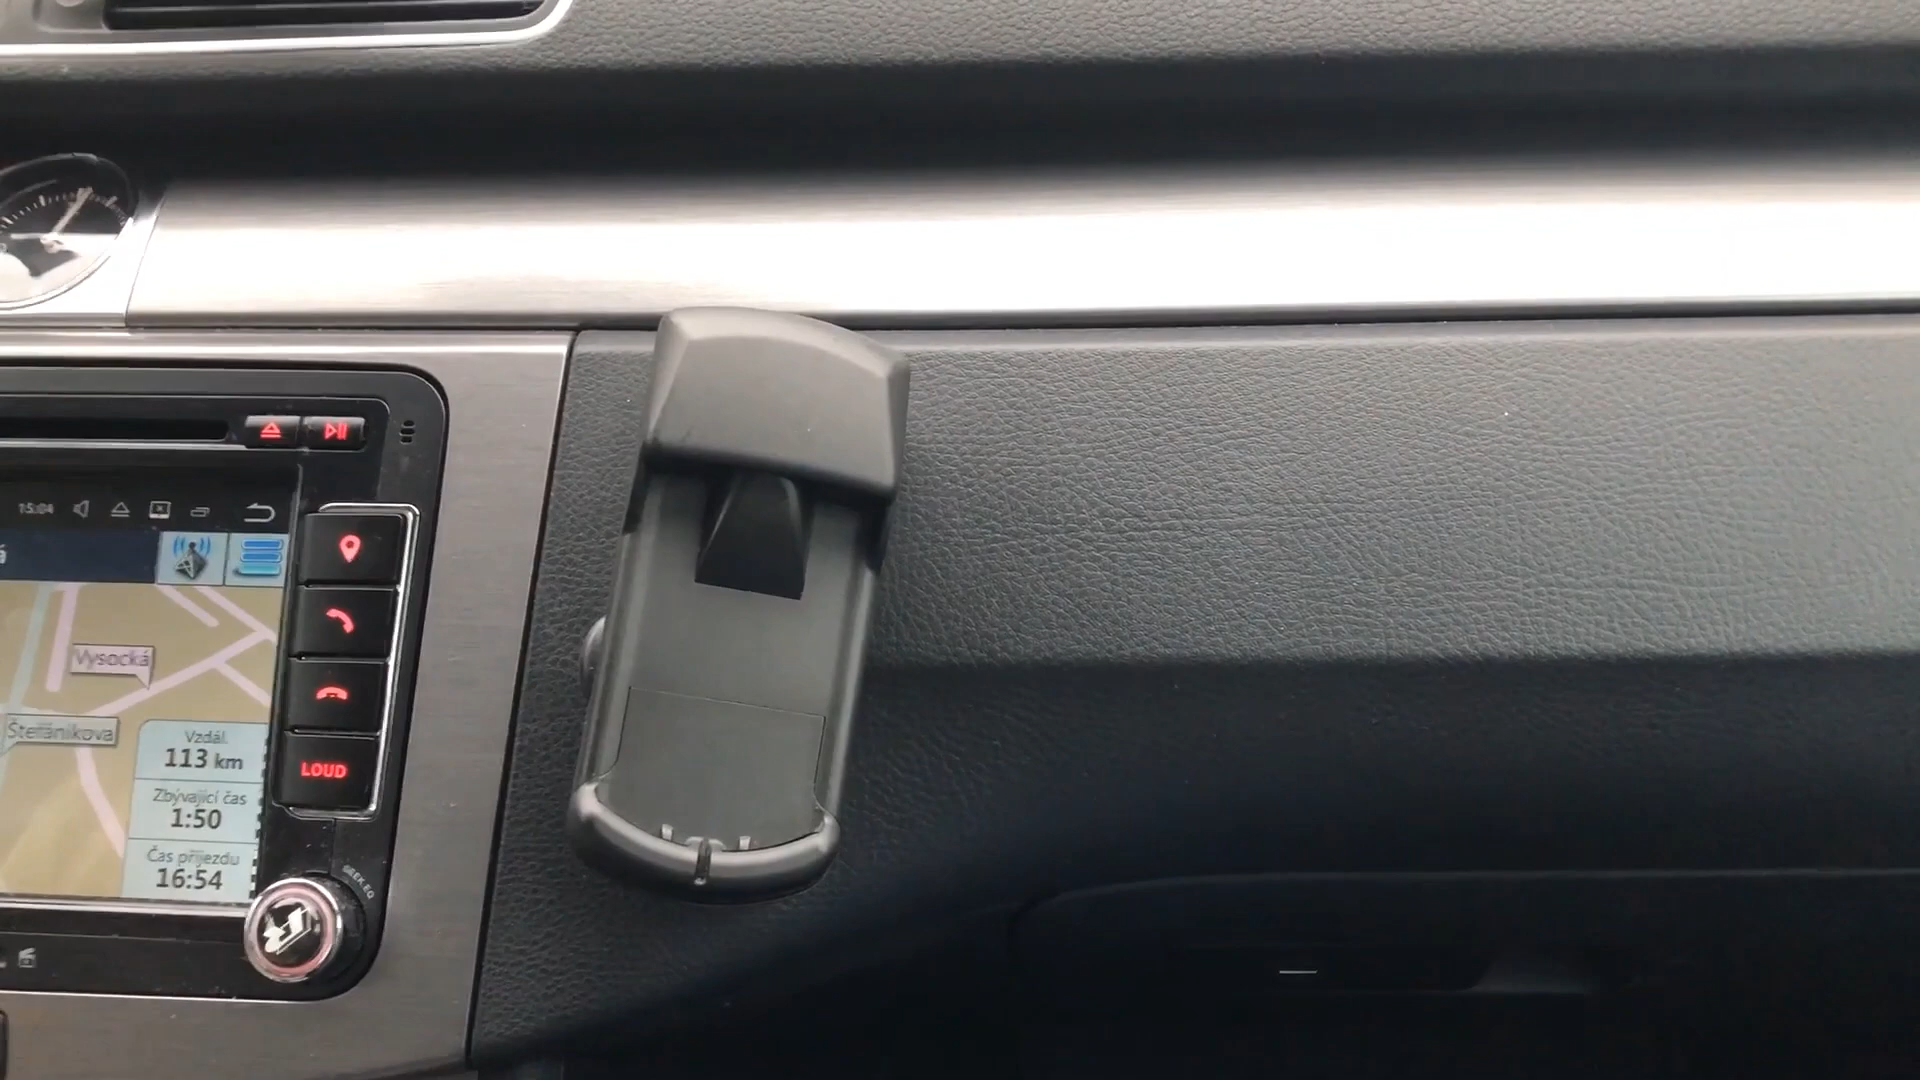 15:04
á
Vysocká
Štefánikova
Vzdál.
113 km
Zbývající čas
1:50
Čas příjezdu
16:54
LOUD
SEEK EQ